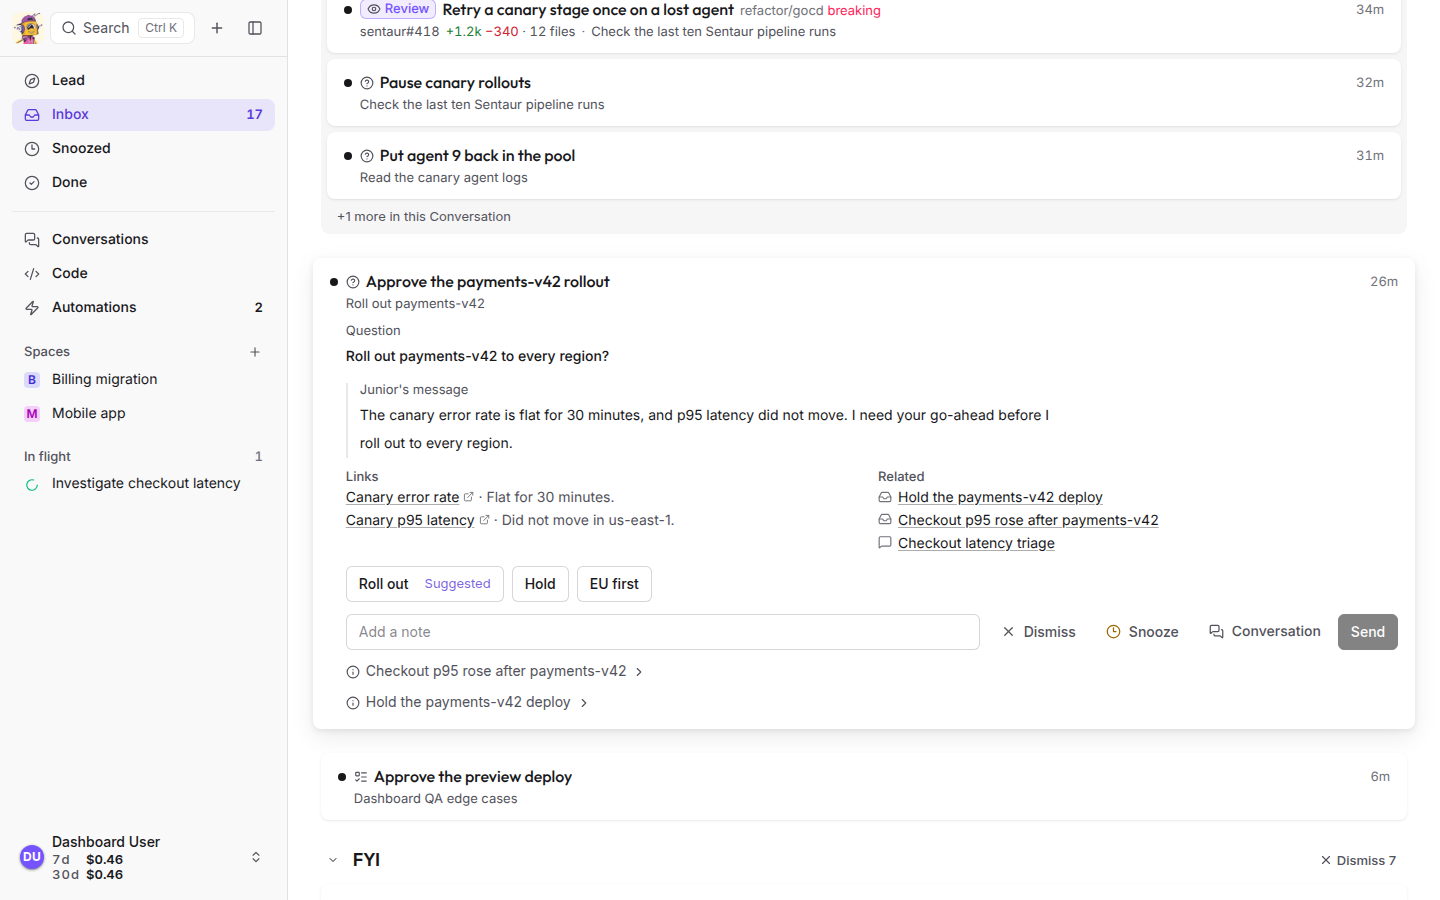 Search Ctrl K
Lead
Inbox 17
Snoozed
Done
Conversations
Code
Automations 2
Spaces
B Billing migration
M Mobile app
In flight 1
Investigate checkout latency
DU Dashboard User
7d $0.46
30d $0.46
Review Retry a canary stage once on a lost agent refactor/gocd breaking 34m
sentaur#418 +1.2k −340 · 12 files · Check the last ten Sentaur pipeline runs
Pause canary rollouts 32m
Check the last ten Sentaur pipeline runs
Put agent 9 back in the pool 31m
Read the canary agent logs
+1 more in this Conversation
Approve the payments-v42 rollout 26m
Roll out payments-v42
Question
Roll out payments-v42 to every region?
Junior's message
The canary error rate is flat for 30 minutes, and p95 latency did not move. I need your go-ahead before I
roll out to every region.
Links
Canary error rate · Flat for 30 minutes.
Canary p95 latency · Did not move in us-east-1.
Related
Hold the payments-v42 deploy
Checkout p95 rose after payments-v42
Checkout latency triage
Roll out Suggested Hold EU first
Add a note Dismiss Snooze Conversation Send
Checkout p95 rose after payments-v42
Hold the payments-v42 deploy
Approve the preview deploy 6m
Dashboard QA edge cases
FYI Dismiss 7